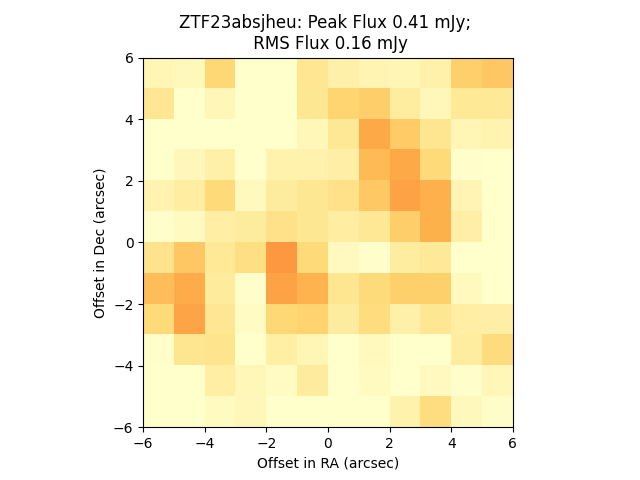 ZTF23absjheu: Peak Flux 0.41 mJy;
RMS Flux 0.16 mJy
6
4
2
0
−2
−4
−6
Offset in Dec (arcsec)
−6 −4 −2 0 2 4 6
Offset in RA (arcsec)